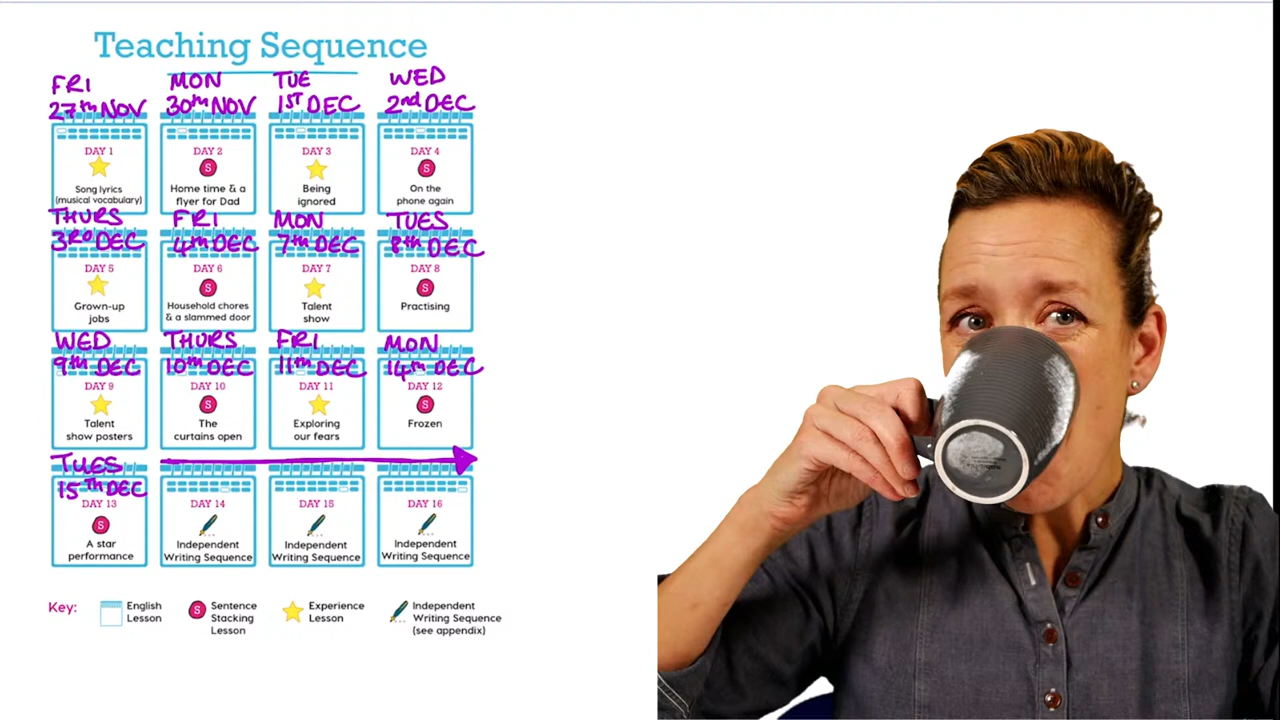 Teaching Sequence
FRI MON TUE WED
27th NOV 30th NOV 1ST DEC 2nd DEC
DAY 1 DAY 2 DAY 3 DAY 4
S S
Song lyrics Home time & a Being On the
(musical vocabulary) flyer for Dad ignored phone again
THURS FRI MON TUES
3RD DEC 4th DEC 7th DEC 8th DEC
DAY 5 DAY 6 DAY 7 DAY 8
S S
Grown-up Household chores Talent Practising
jobs & a slammed door show
WED THURS FRI MON
9th DEC 10th DEC 11th DEC 14th DEC
DAY 9 DAY 10 DAY 11 DAY 12
S S
Talent The Exploring Frozen
show posters curtains open our fears
TUES
15th DEC
DAY 13 DAY 14 DAY 15 DAY 16
S
A star Independent Independent Independent
performance Writing Sequence Writing Sequence Writing Sequence
Key: English S Sentence Experience Independent
Lesson Stacking Lesson Writing Sequence
Lesson (see appendix)